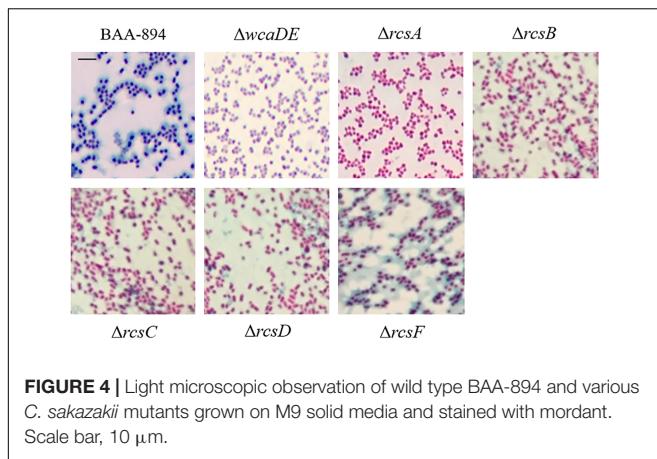 BAA-894 ΔwcaDE ΔrcsA ΔrcsB
ΔrcsC ΔrcsD ΔrcsF
FIGURE 4 | Light microscopic observation of wild type BAA-894 and various
C. sakazakii mutants grown on M9 solid media and stained with mordant.
Scale bar, 10 μm.